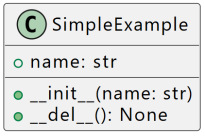 C SimpleExample
name: str
__init__(name: str)
__del__(): None